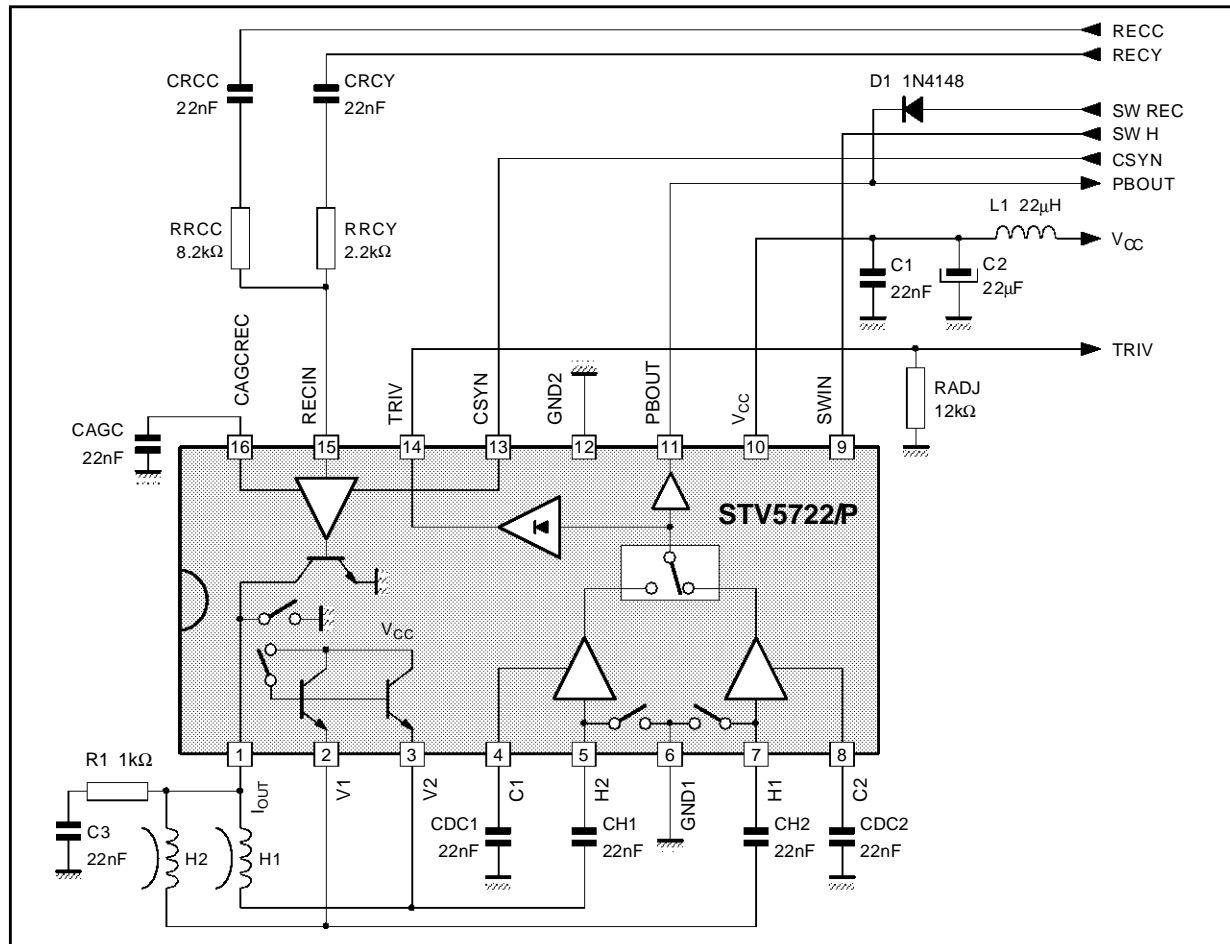 RECC
RECY
CRCC
22nF
CRCY
22nF
D1 1N4148
SW REC
SW H
CSYN
PBOUT
L1 22µH
VCC
RRCC
8.2kΩ
RRCY
2.2kΩ
C1
22nF
C2
22µF
TRIV
RADJ
12kΩ
CAGCREC
RECIN
TRIV
CSYN
GND2
PBOUT
VCC
SWIN
CAGC
22nF
16
15
14
13
12
11
10
9
STV5722/P
VCC
1
2
3
4
5
6
7
8
R1 1kΩ
IOUT
V1
V2
C1
H2
GND1
H1
C2
C3
22nF
H2
H1
CDC1
22nF
CH1
22nF
CH2
22nF
CDC2
22nF